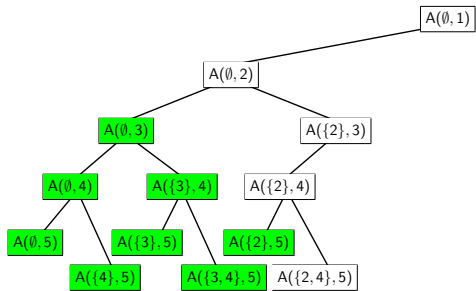 A(∅, 1)
A(∅, 2)
A(∅, 3)
A({2}, 3)
A(∅, 4)
A({3}, 4)
A({2}, 4)
A(∅, 5)
A({3}, 5)
A({2}, 5)
A({4}, 5)
A({3, 4}, 5)
A({2, 4}, 5)